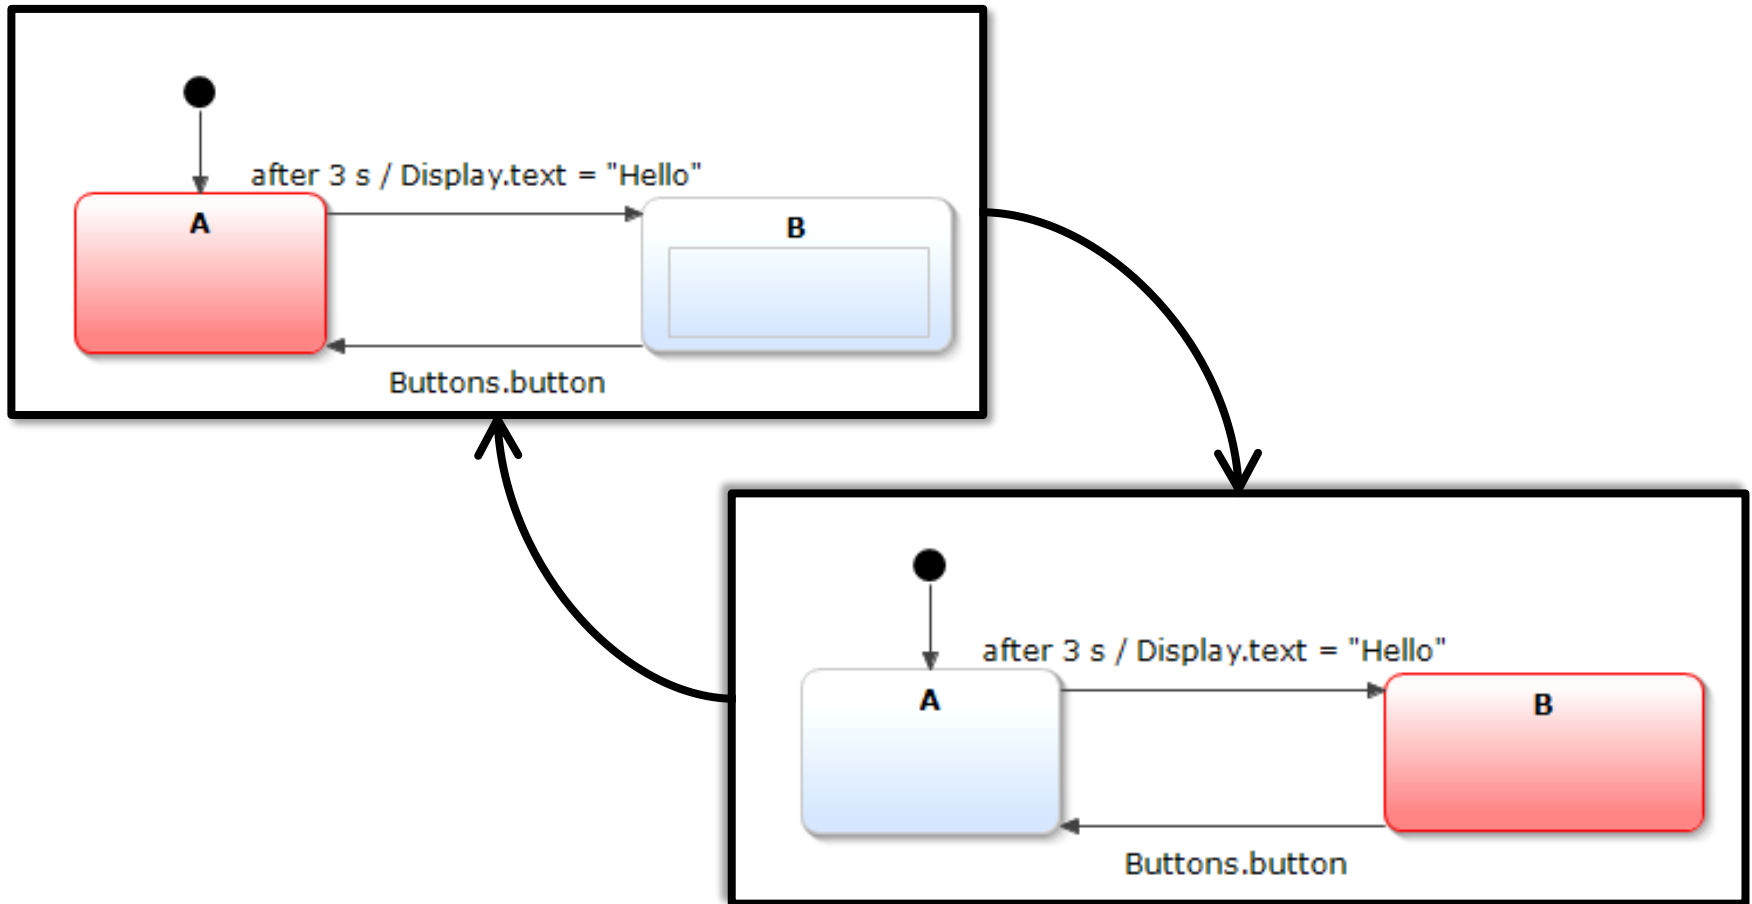 after 3 s / Display.text = "Hello"
A
B
Buttons.button
after 3 s / Display.text = "Hello"
A
B
Buttons.button